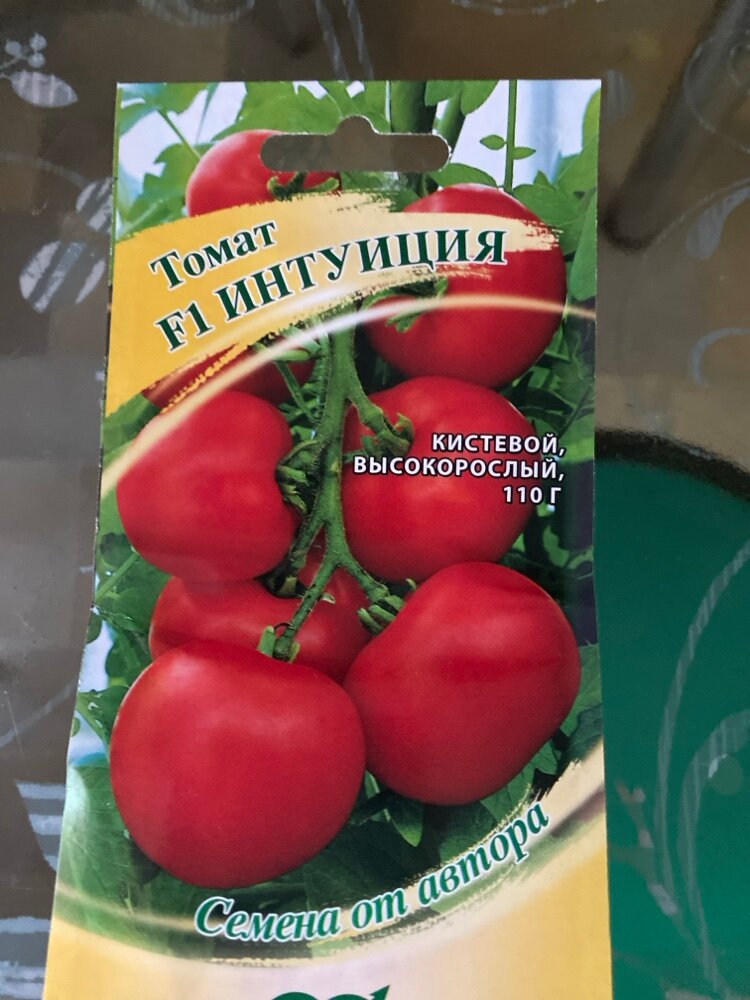 Томат
F1 ИНТУИЦИЯ
КИСТЕВОЙ,
ВЫСОКОРОСЛЫЙ,
110 Г
Семена от автора